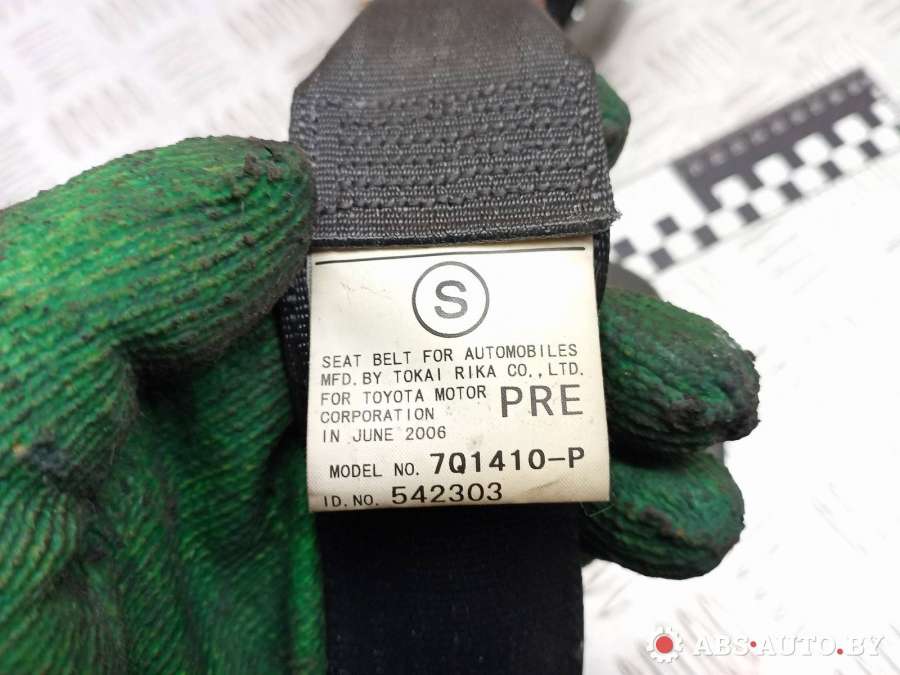 S
SEAT BELT FOR AUTOMOBILES
MFD. BY TOKAI RIKA CO., LTD.
FOR TOYOTA MOTOR
CORPORATION PRE
IN JUNE 2006
MODEL NO. 7Q1410-P
ID. NO. 542303
ABS-AUTO.BY